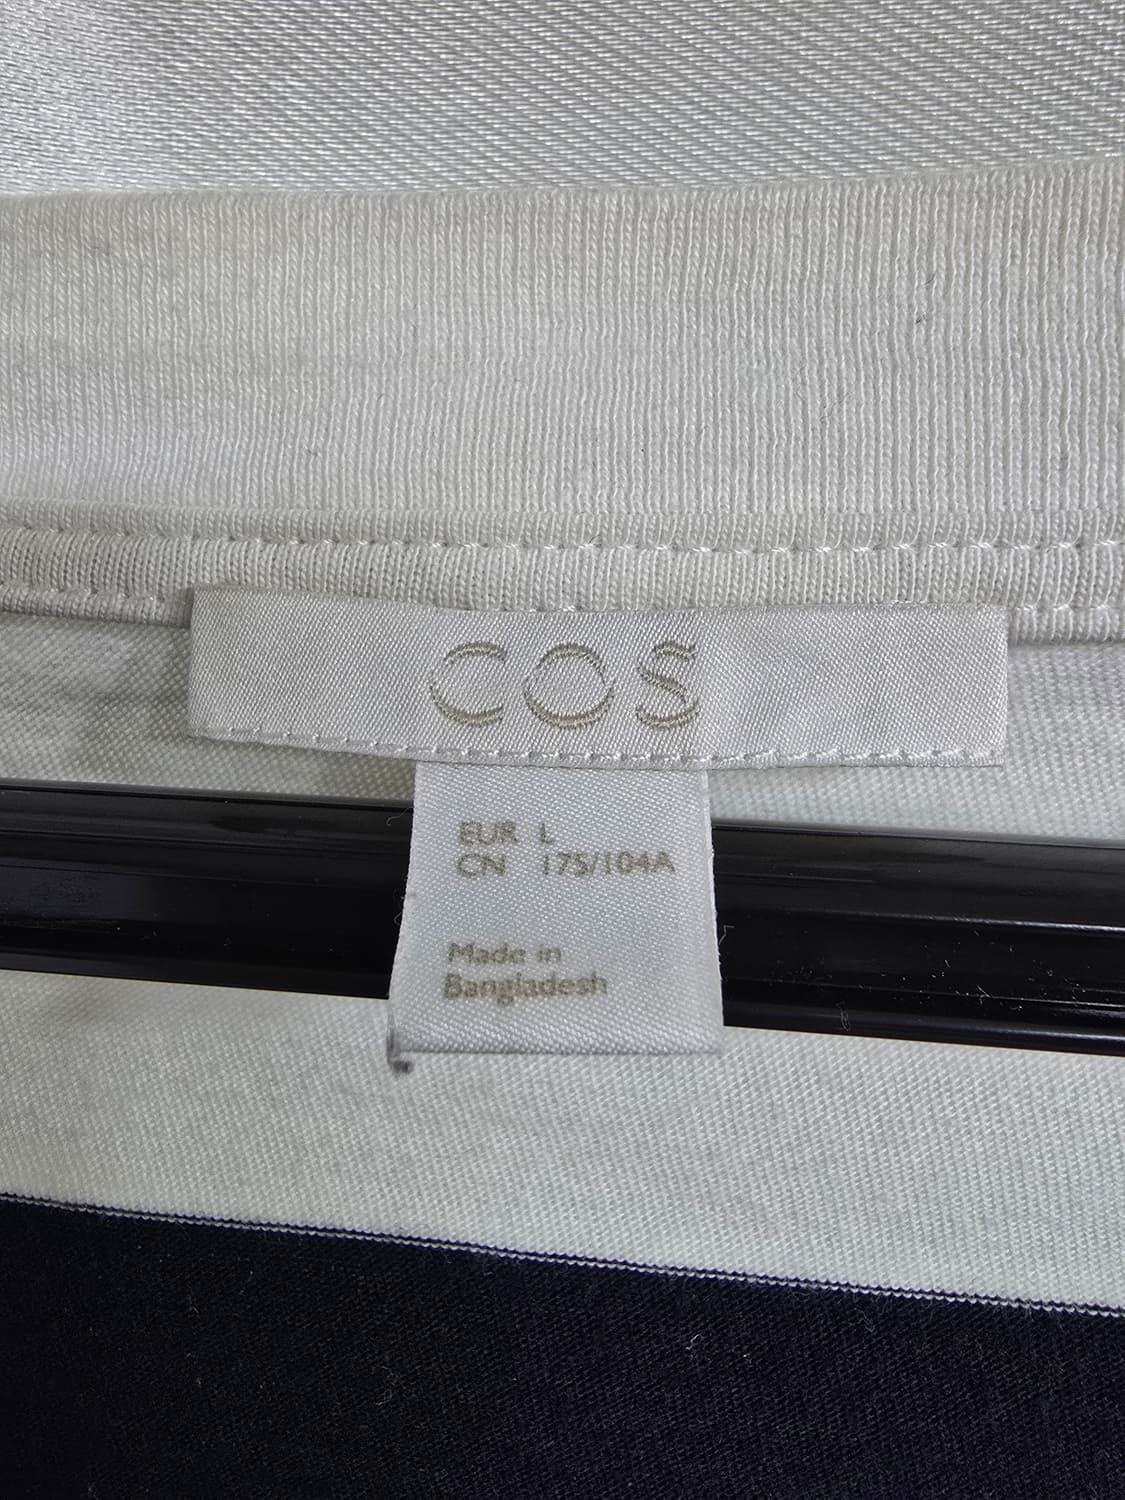 COS
EUR L
CN 175/104A
Made in
Bangladesh